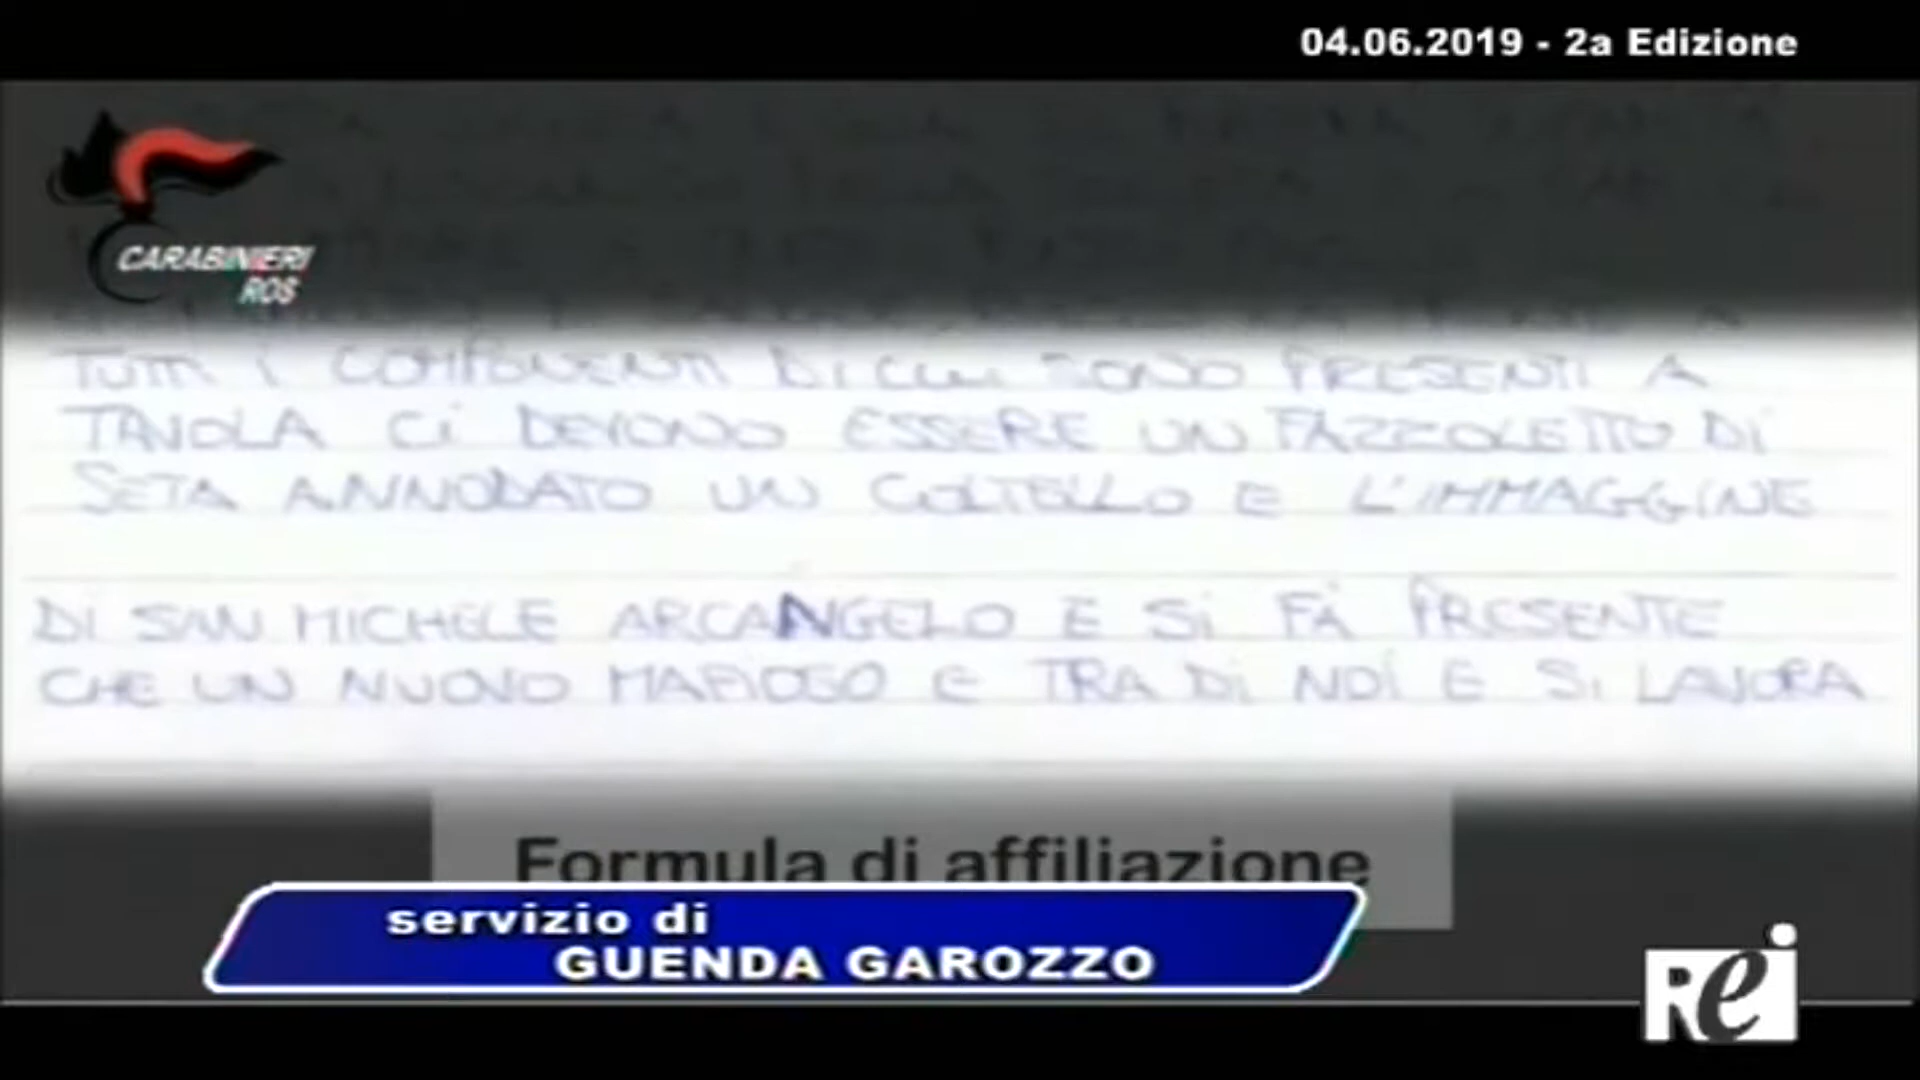 04.06.2019 - 2a Edizione
CARABINIERI
ROS
TUTTI I COMPONENTI DI CUI SONO PRESENTI A
TAVOLA CI DEVONO ESSERE UN FAZZOLETTO DI
SETA ANNODATO UN COLTELLO E L'IMMAGGINE
DI SAN MICHELE ARCANGELO E SI FÀ PRESENTE
CHE UN NUOVO MAFIOSO E TRA DI NOI E SI LAVORA
Formula di affiliazione
servizio di
GUENDA GAROZZO
Rei